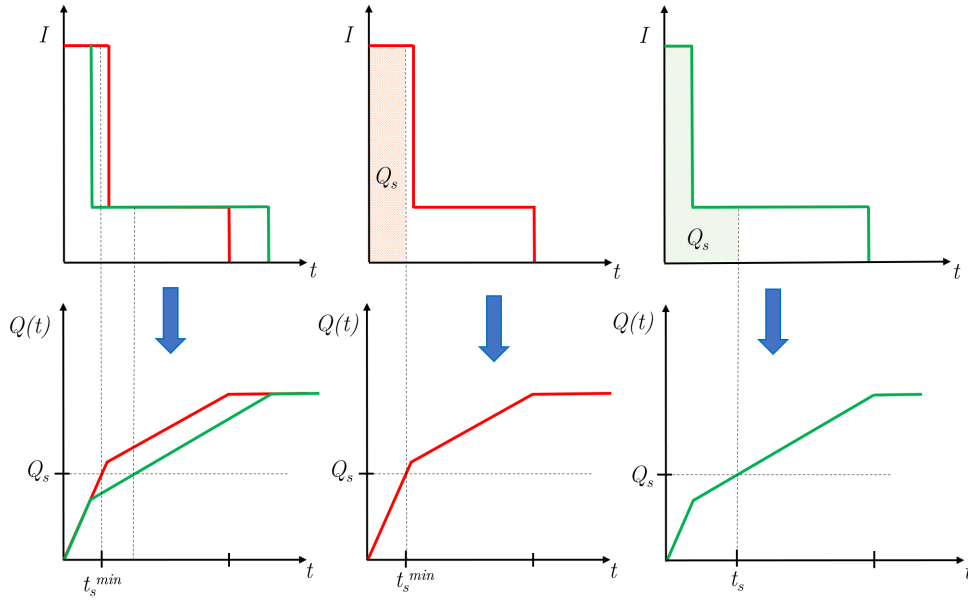 I
t
I
Q_s
t
I
Q_s
t
Q(t)
Q_s
t_s^min
t
Q(t)
Q_s
t_s^min
t
Q(t)
Q_s
t_s
t